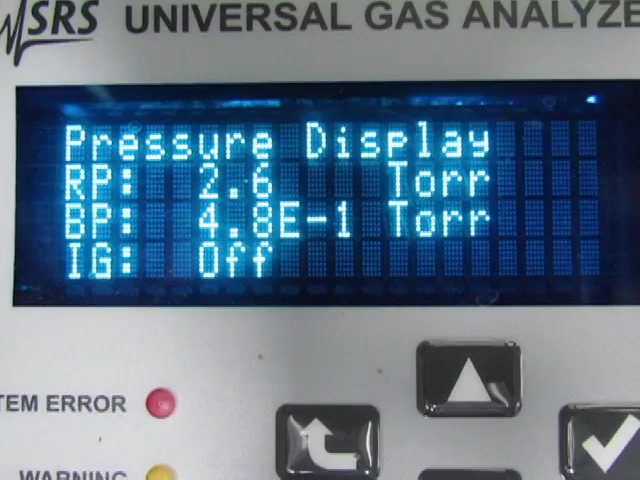 SRS UNIVERSAL GAS ANALYZE
Pressure Display
RP: 2.6 Torr
BP: 4.8E-1 Torr
IG: Off
TEM ERROR
WARNING